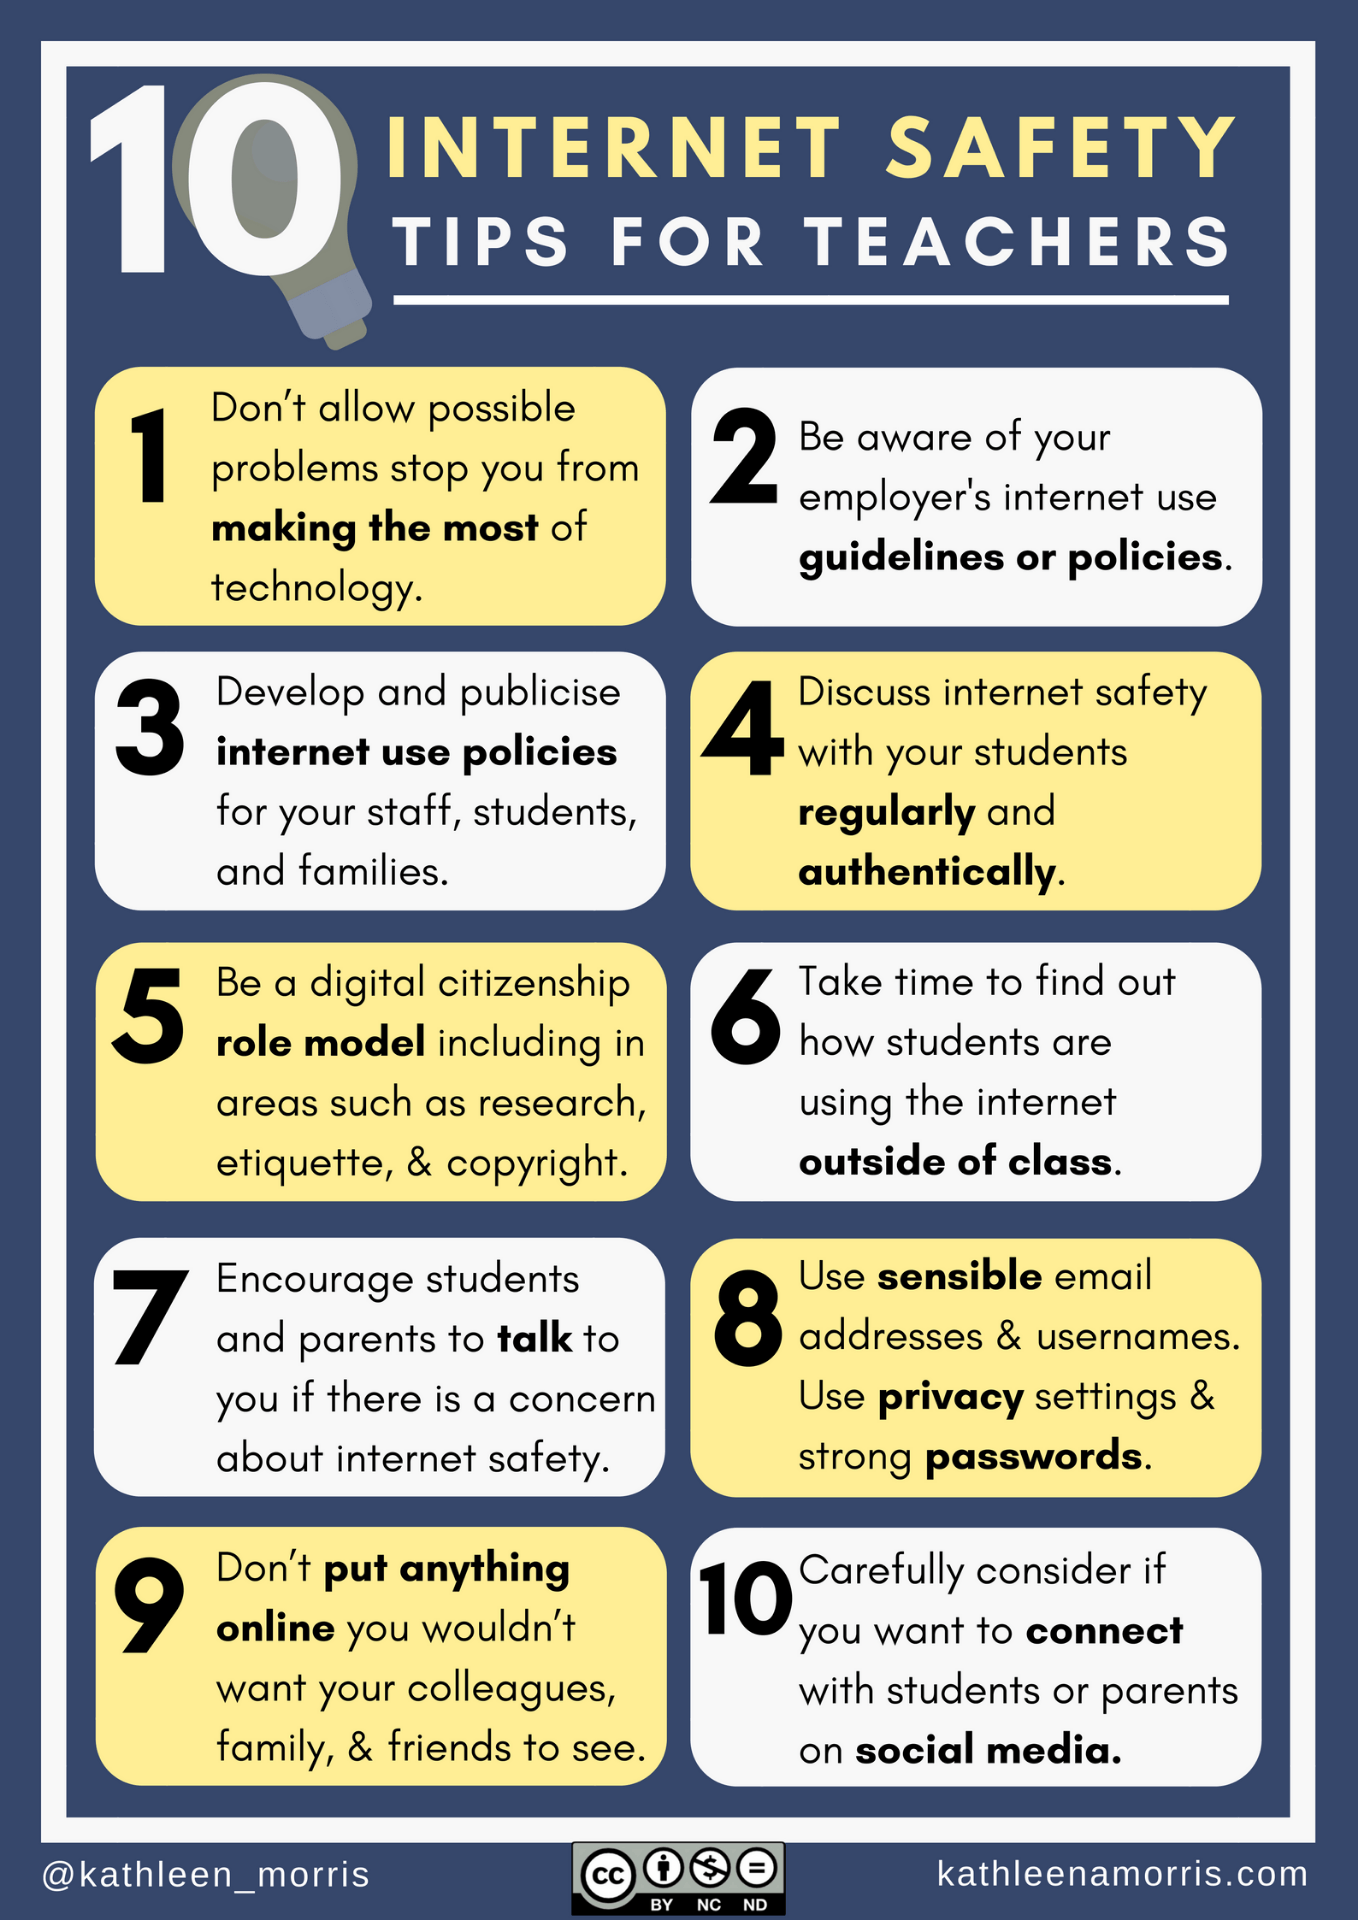 10
INTERNET SAFETY
TIPS FOR TEACHERS
1
Don’t allow possible
problems stop you from
making the most of
technology.
2
Be aware of your
employer's internet use
guidelines or policies.
3
Develop and publicise
internet use policies
for your staff, students,
and families.
4
Discuss internet safety
with your students
regularly and
authentically.
5
Be a digital citizenship
role model including in
areas such as research,
etiquette, & copyright.
6
Take time to find out
how students are
using the internet
outside of class.
7
Encourage students
and parents to talk to
you if there is a concern
about internet safety.
8
Use sensible email
addresses & usernames.
Use privacy settings &
strong passwords.
9
Don’t put anything
online you wouldn’t
want your colleagues,
family, & friends to see.
10
Carefully consider if
you want to connect
with students or parents
on social media.
@kathleen_morris
cc
BY NC ND
kathleenamorris.com